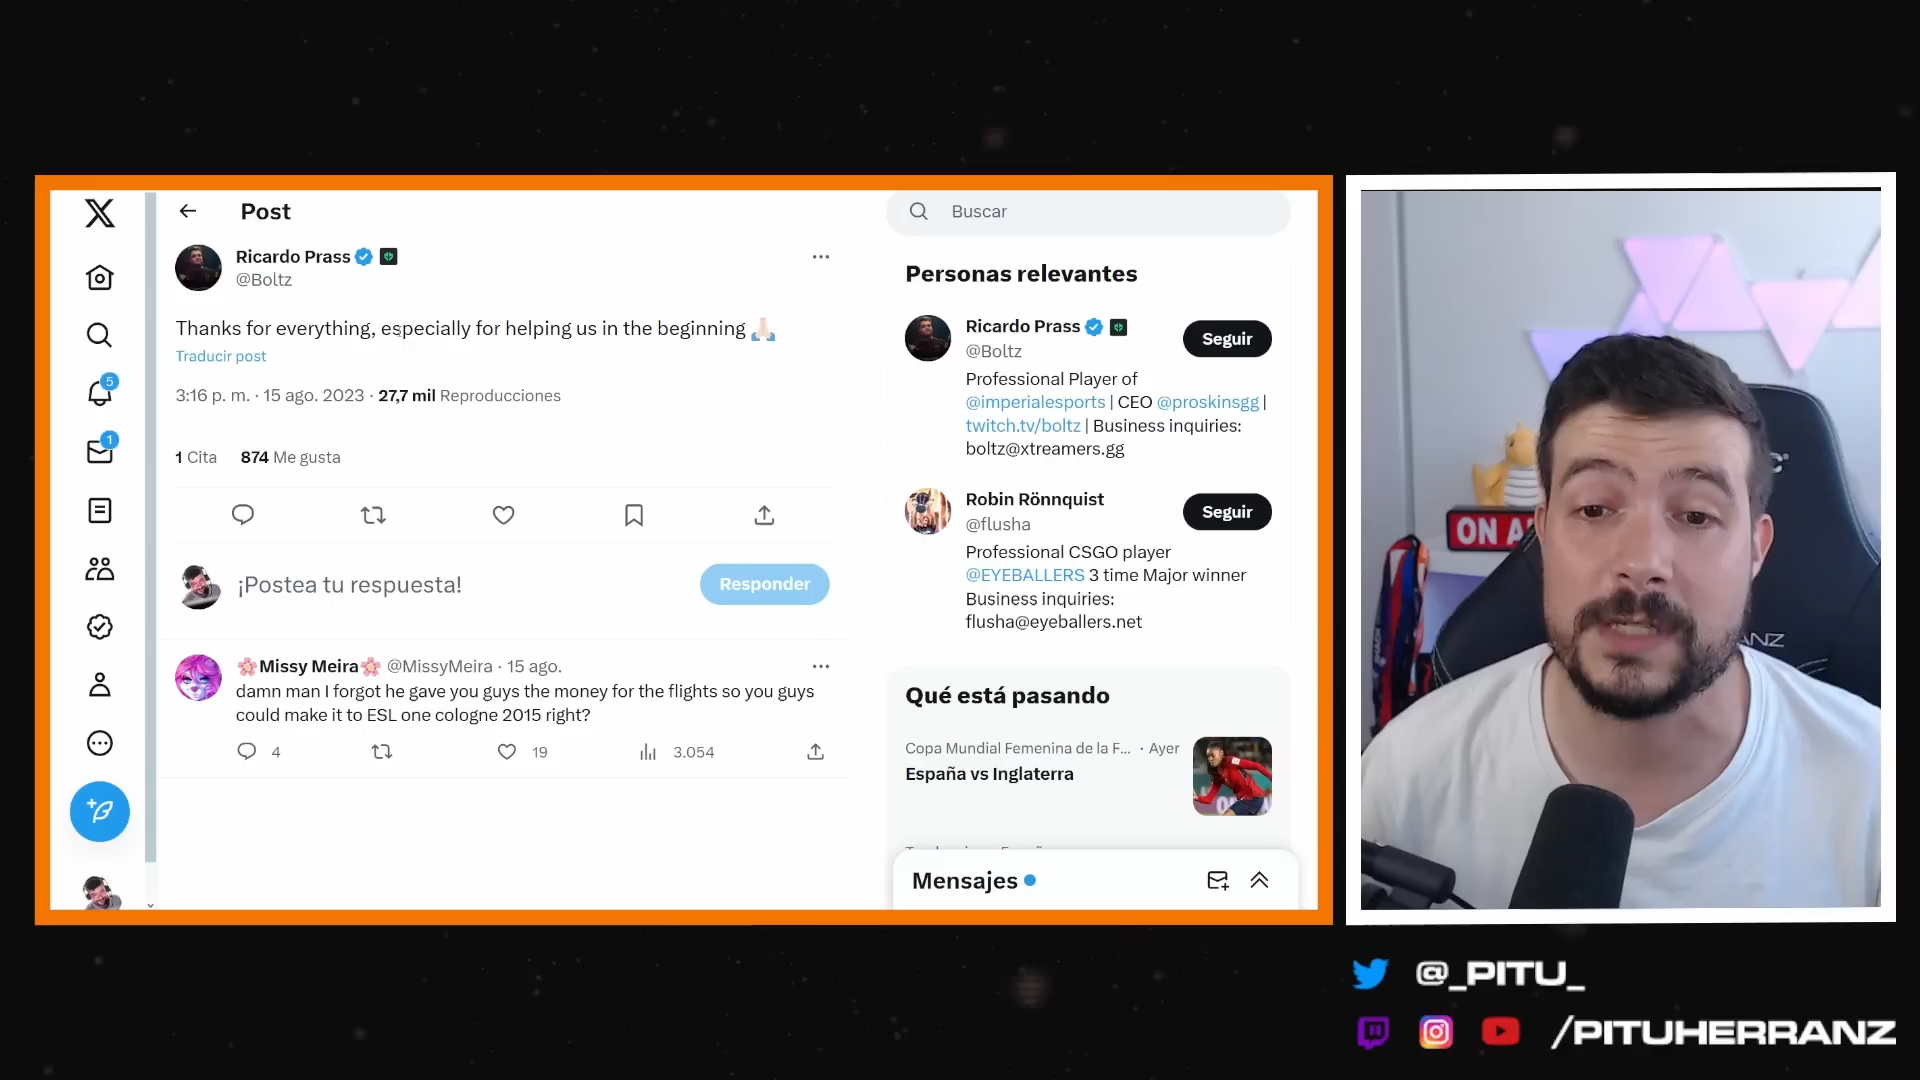 Post
Ricardo Prass
@Boltz
Thanks for everything, especially for helping us in the beginning 🙏🏻
Traducir post
3:16 p. m. · 15 ago. 2023 · 27,7 mil Reproducciones
1 Cita 874 Me gusta
¡Postea tu respuesta!
Responder
🌸Missy Meira🌸 @MissyMeira · 15 ago.
damn man I forgot he gave you guys the money for the flights so you guys
could make it to ESL one cologne 2015 right?
4 19 3.054
5
1
Buscar
Personas relevantes
Ricardo Prass
@Boltz
Seguir
Professional Player of
@imperialesports | CEO @proskinsgg |
twitch.tv/boltz | Business inquiries:
boltz@xtreamers.gg
Robin Rönnquist
@flusha
Seguir
Professional CSGO player
@EYEBALLERS 3 time Major winner
Business inquiries:
flusha@eyeballers.net
Qué está pasando
Copa Mundial Femenina de la F... · Ayer
España vs Inglaterra
Mensajes
ON A
@_PITU_
/PITUHERRANZ